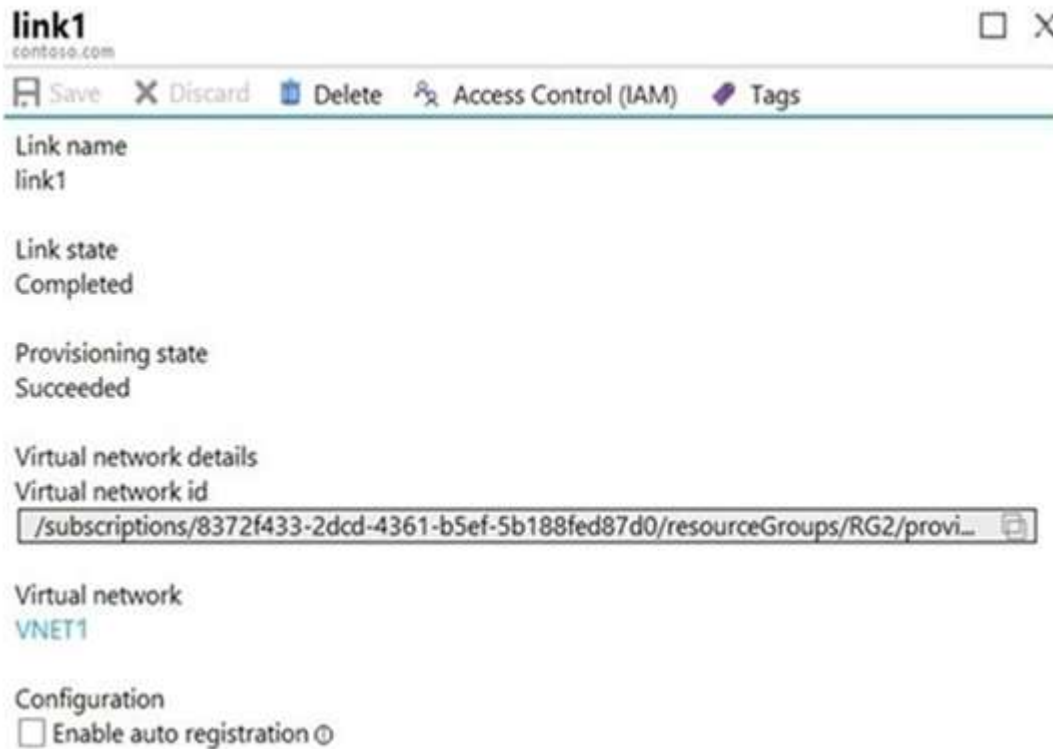 link1
contoso.com
Save Discard Delete Access Control (IAM) Tags
Link name
link1
Link state
Completed
Provisioning state
Succeeded
Virtual network details
Virtual network id
/subscriptions/8372f433-2dcd-4361-b5ef-5b188fed87d0/resourceGroups/RG2/provi...
Virtual network
VNET1
Configuration
Enable auto registration